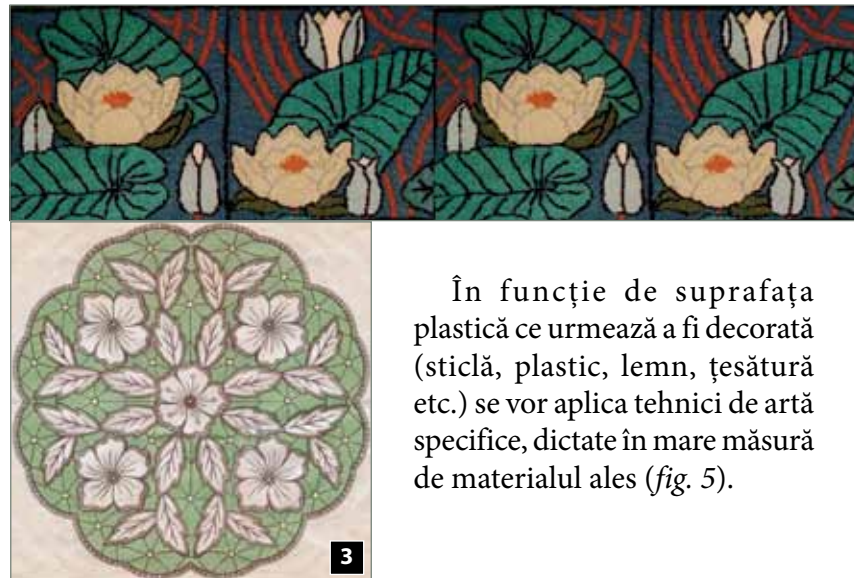 În funcție de suprafața
plastică ce urmează a fi decorată
(sticlă, plastic, lemn, țesătură
etc.) se vor aplica tehnici de artă
specifice, dictate în mare măsură
de materialul ales (fig. 5).
3